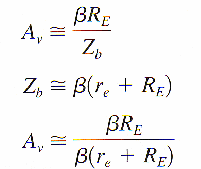 A_v ≅ βR_E / Z_b
Z_b ≅ β(r_e + R_E)
A_v ≅ βR_E / β(r_e + R_E)